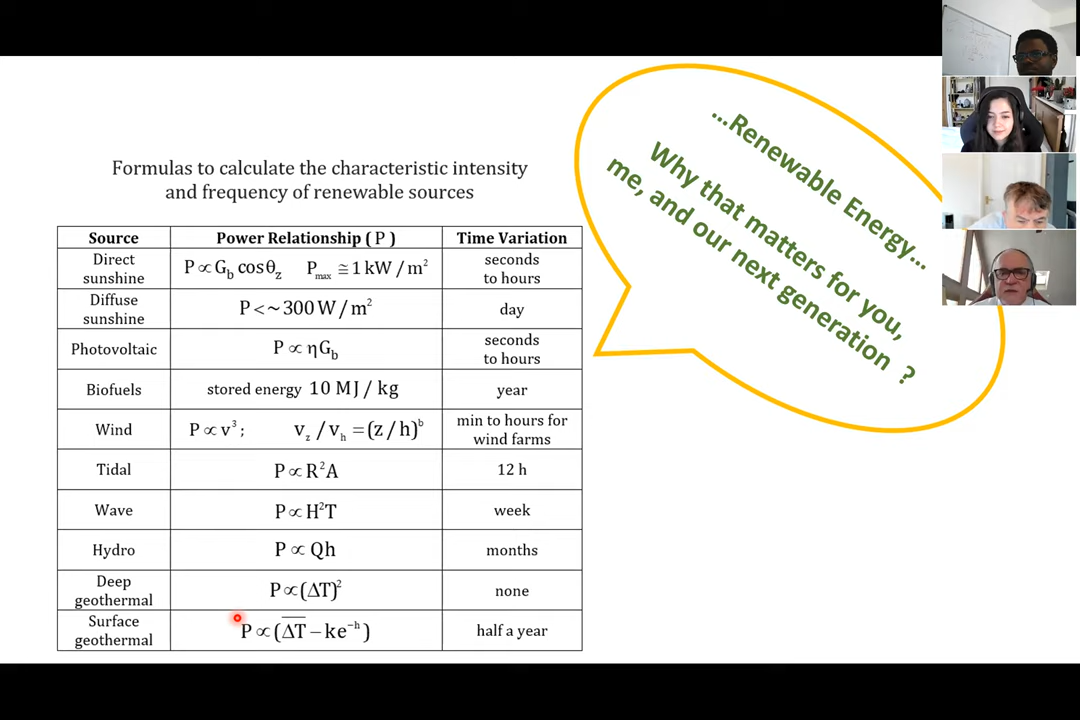 Formulas to calculate the characteristic intensity
and frequency of renewable sources
Source Power Relationship ( P ) Time Variation
Direct sunshine P ∝ G_b cosθ_z P_max ≅ 1 kW / m² seconds to hours
Diffuse sunshine P <~ 300 W / m² day
Photovoltaic P ∝ ηG_b seconds to hours
Biofuels stored energy 10 MJ / kg year
Wind P ∝ v³ ; v_z / v_h = (z / h)^b min to hours for wind farms
Tidal P ∝ R²A 12 h
Wave P ∝ H²T week
Hydro P ∝ Qh months
Deep geothermal P ∝ (ΔT)² none
Surface geothermal P ∝ (\overline{ΔT} − ke^{−h}) half a year
...Renewable Energy...
Why that matters for you,
me, and our next generation ?